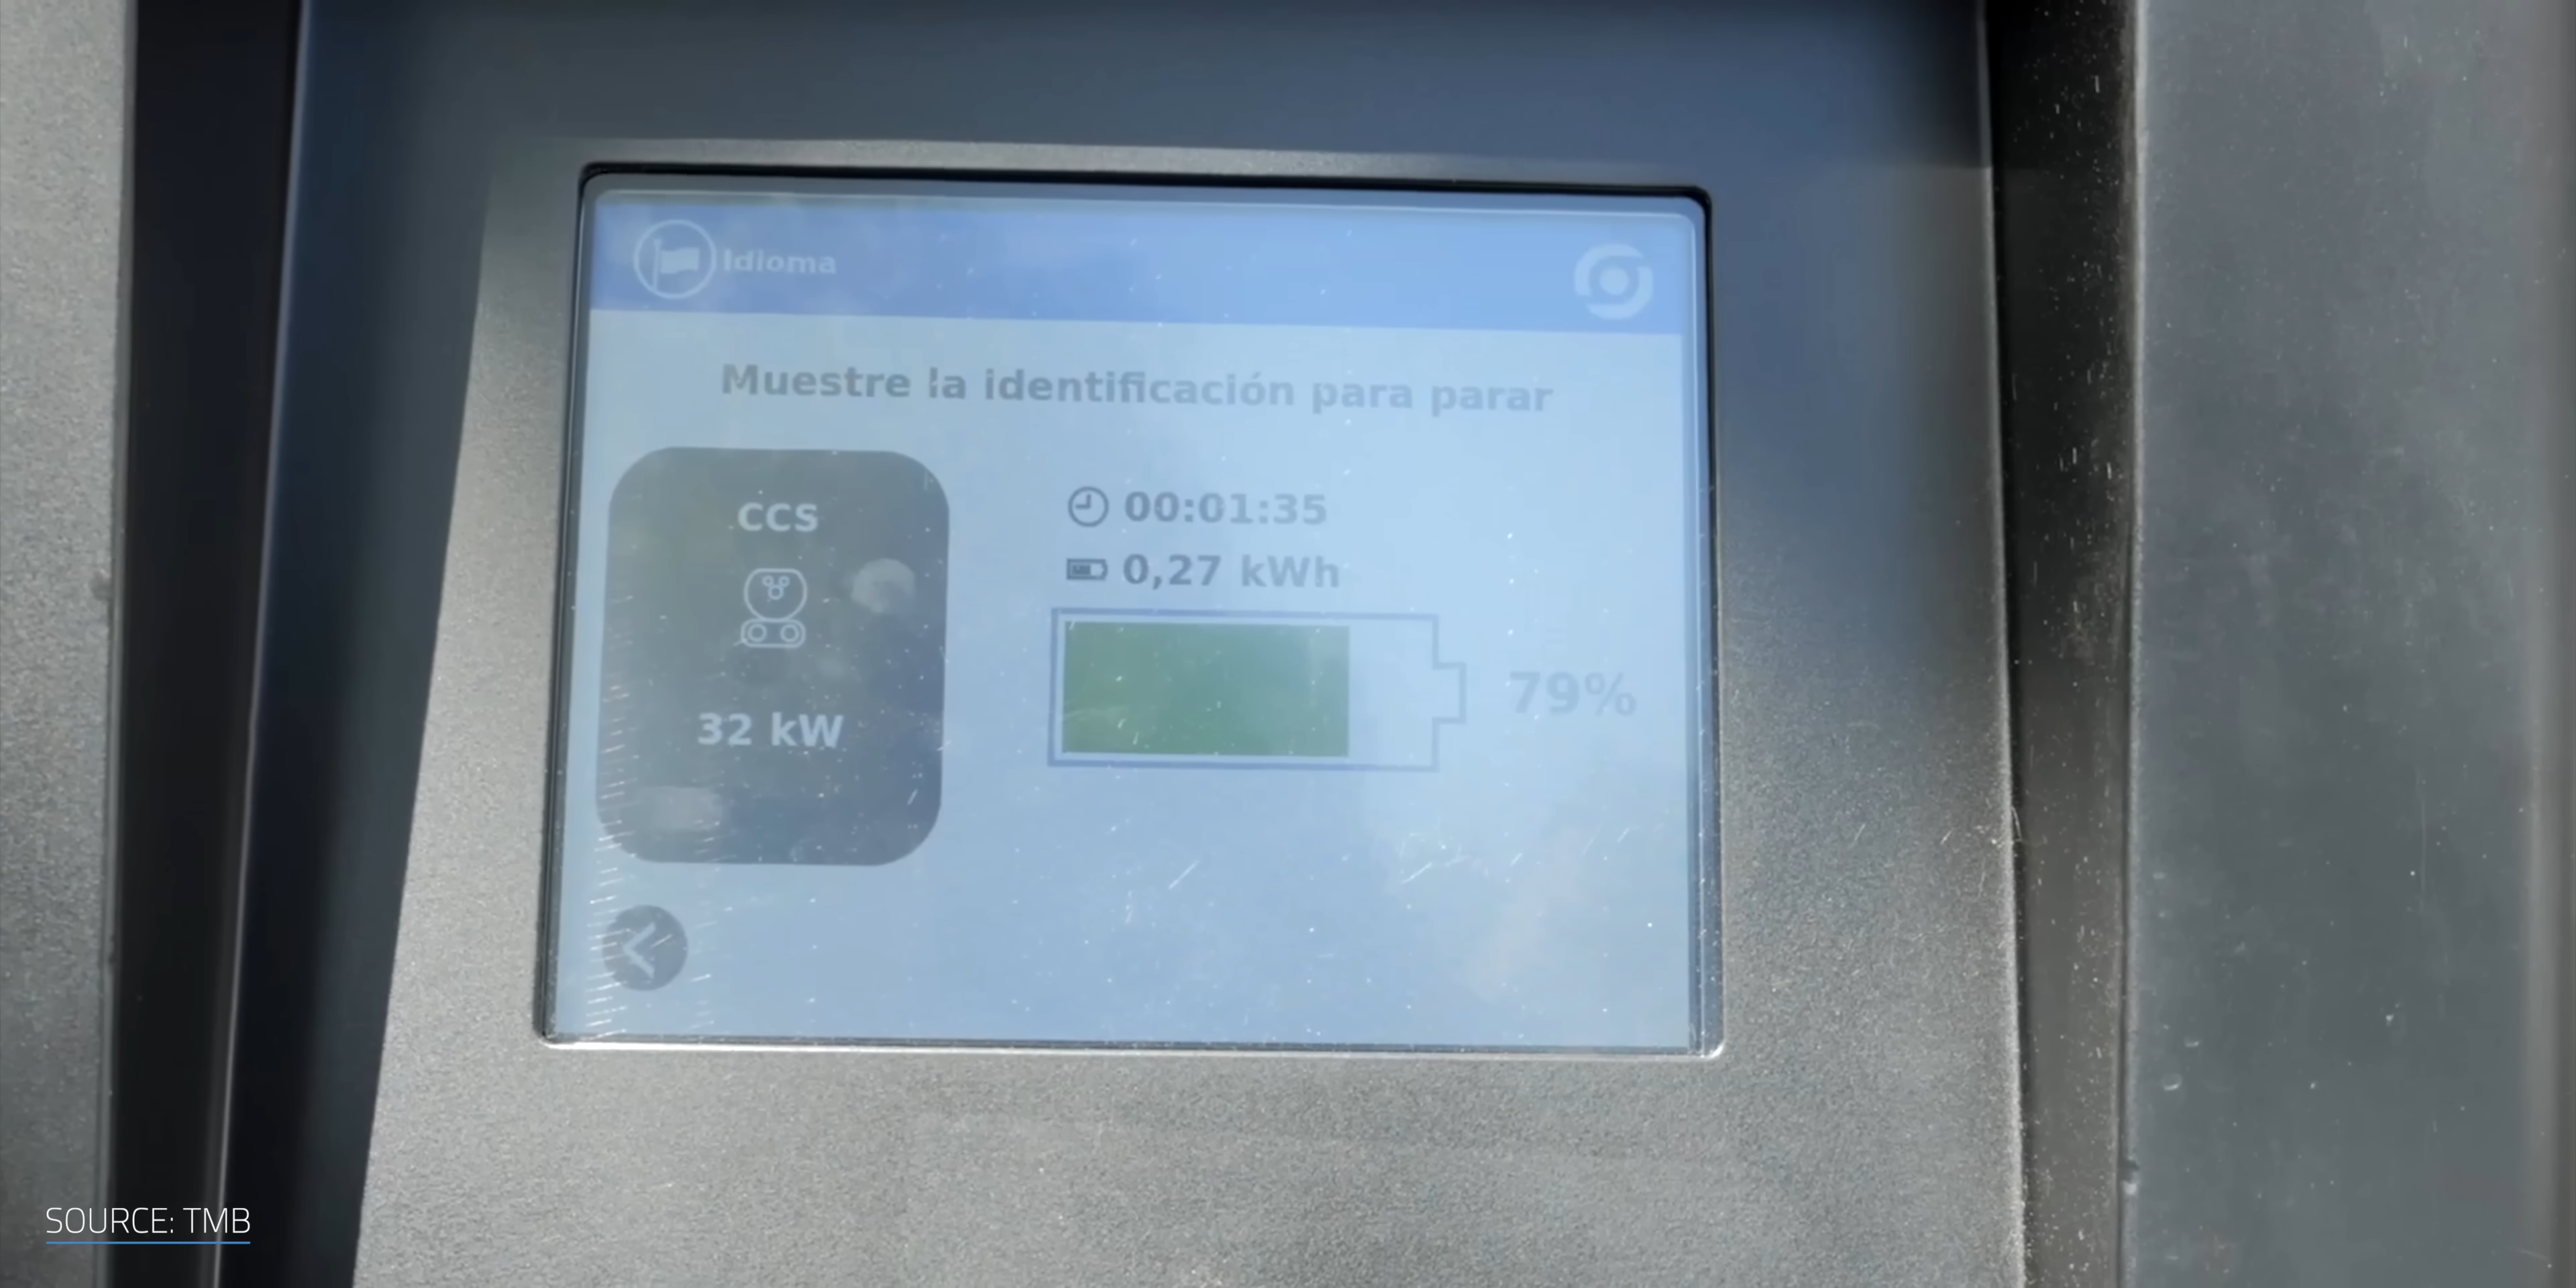 Idioma
Muestre la identificación para parar
CCS
00:01:35
0,27 kWh
79%
32 kW
SOURCE: TMB